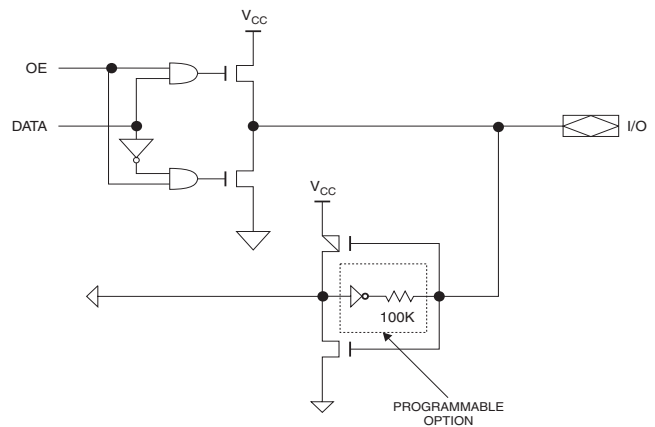 V_CC
OE
DATA
I/O
V_CC
100K
PROGRAMMABLE
OPTION